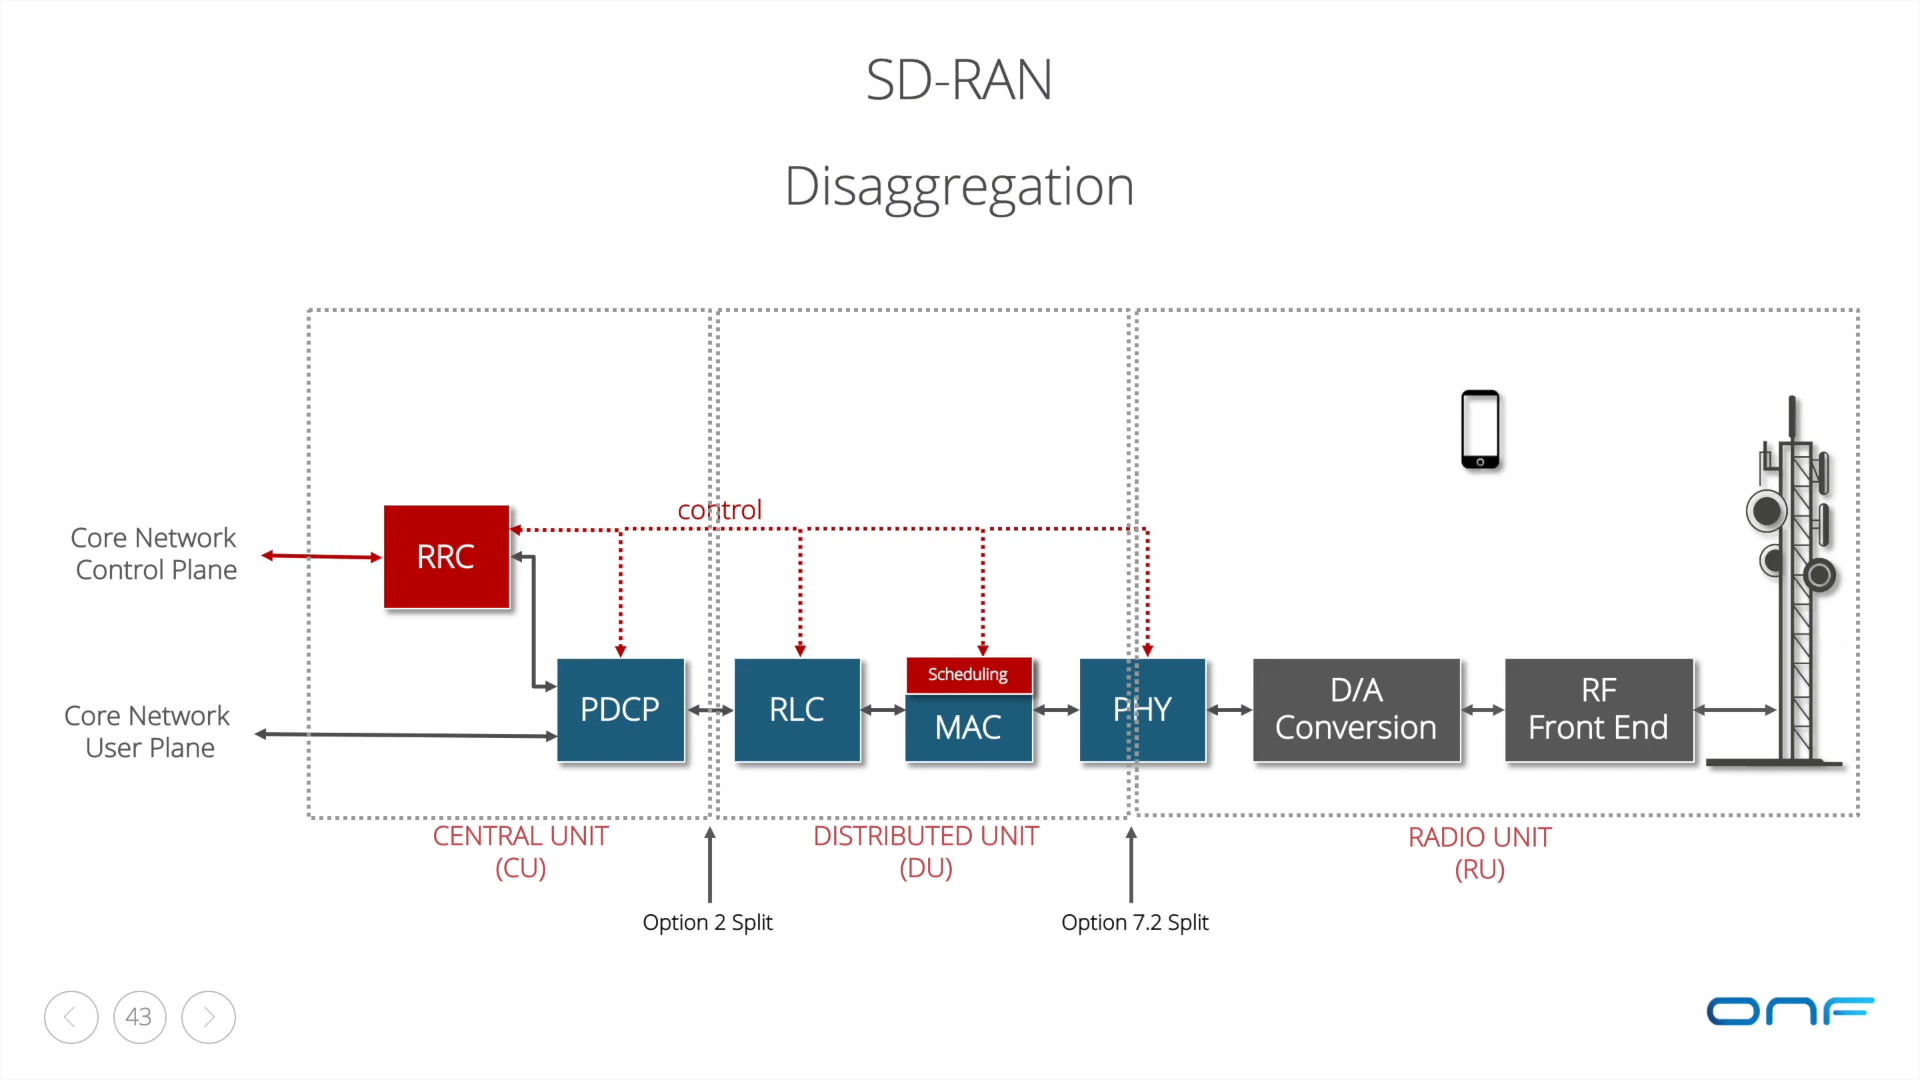 SD-RAN
Disaggregation
control
RRC
Core Network
Control Plane
Core Network
User Plane
PDCP
RLC
Scheduling
MAC
PHY
D/A
Conversion
RF
Front End
CENTRAL UNIT
(CU)
DISTRIBUTED UNIT
(DU)
RADIO UNIT
(RU)
Option 2 Split
Option 7.2 Split
43
ONF